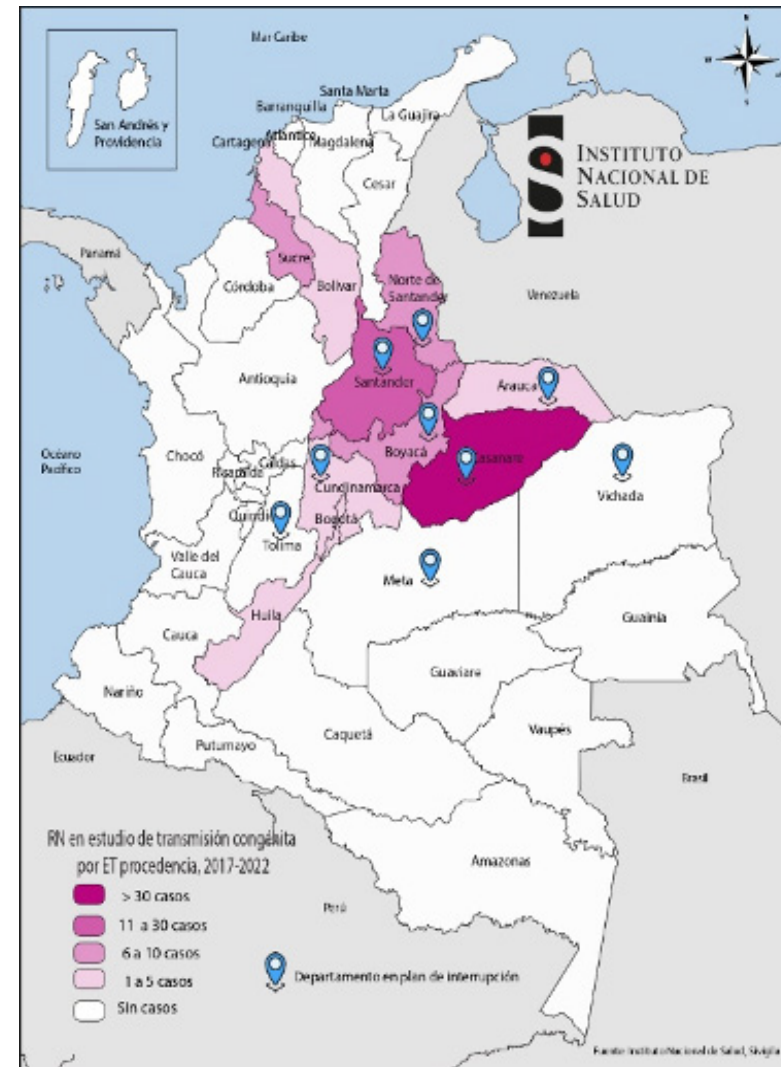 Mar Caribe
N
W
S
San Andrés y
Providencia
Santa Marta
Barranquilla
La Guajira
Cartagena
Atlántico
Magdalena
Cesar
INSTITUTO
NACIONAL DE
SALUD
Panamá
Sucre
Córdoba
Bolívar
Norte de
Santander
Venezuela
Antioquia
Santander
Arauca
Océano
Pacífico
Chocó
Caldas
Risaralda
Boyacá
Casanare
Vichada
Cundinamarca
Quindío
Bogotá
Tolima
Valle del
Cauca
Meta
Huila
Guainía
Cauca
Guaviare
Nariño
Caquetá
Vaupés
Putumayo
Ecuador
Brasil
RN en estudio de transmisión congénita
por ET procedencia, 2017-2022
> 30 casos
11 a 30 casos
6 a 10 casos
1 a 5 casos
Sin casos
Amazonas
Perú
Departamento en plan de interrupción
Fuente: Instituto Nacional de Salud, Sivigila